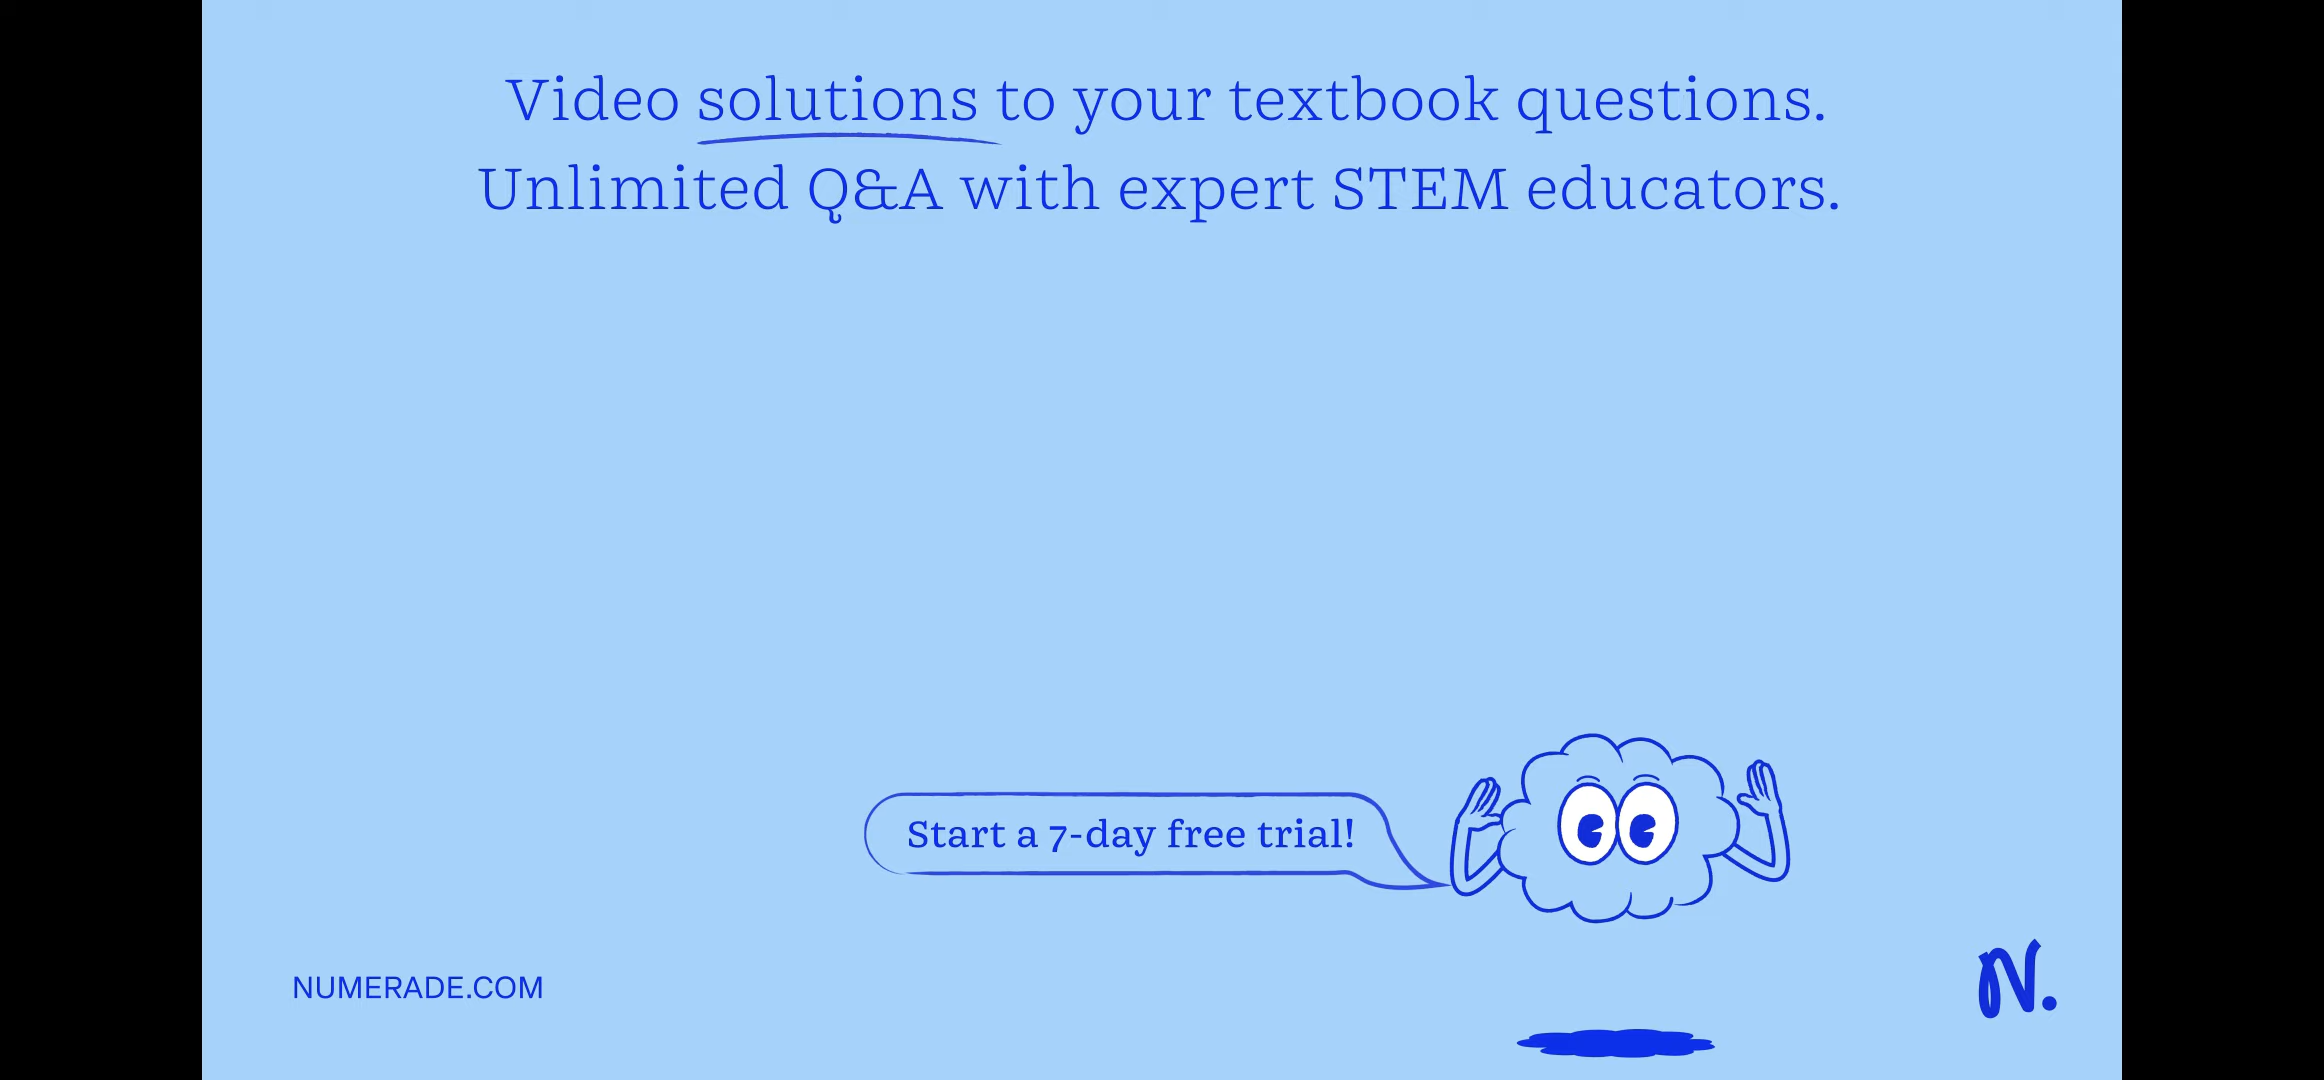 Video solutions to your textbook questions.
Unlimited Q&A with expert STEM educators.
Start a 7-day free trial!
NUMERADE.COM
N.